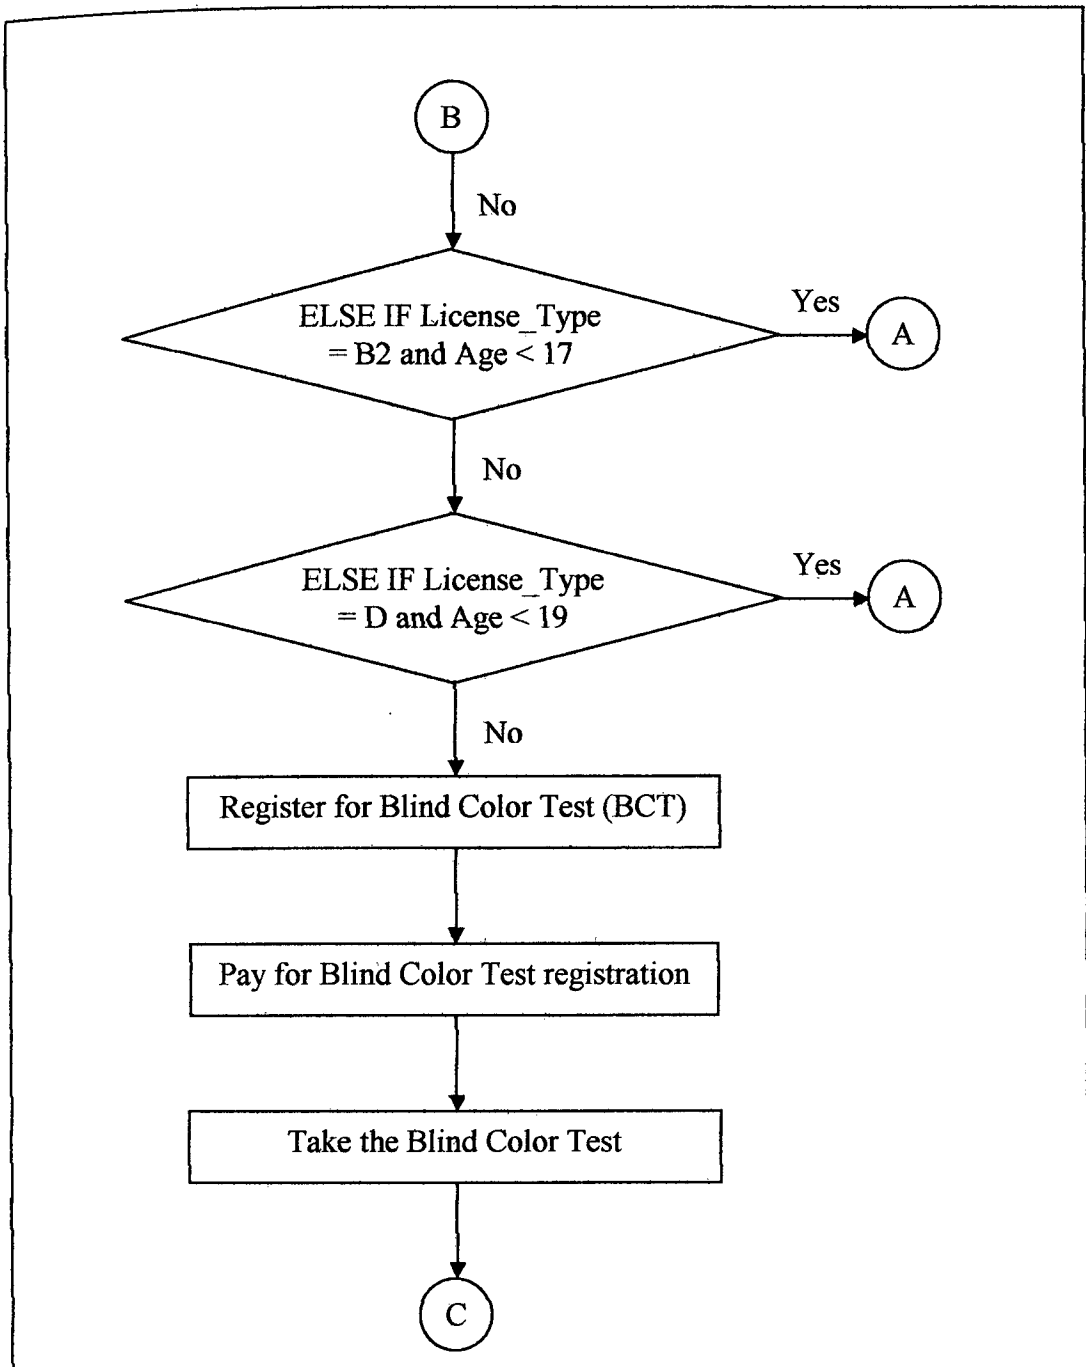 B
No
ELSE IF License_Type
= B2 and Age < 17
Yes
A
No
ELSE IF License_Type
= D and Age < 19
Yes
A
No
Register for Blind Color Test (BCT)
Pay for Blind Color Test registration
Take the Blind Color Test
C